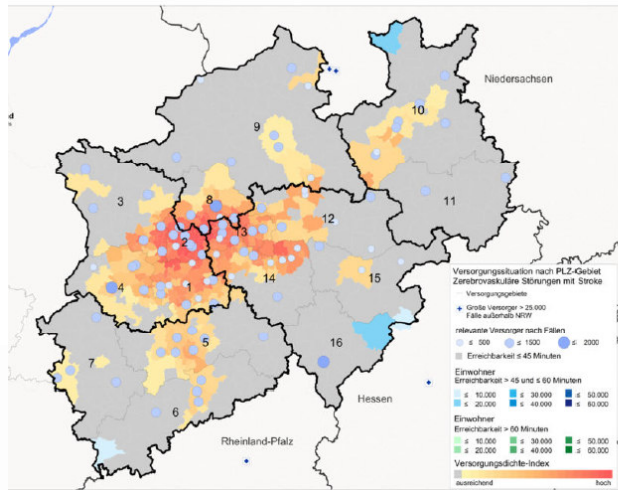 Niedersachsen
10
9
3
8
11
12
2
13
4
1
14
15
5
16
7
6
Hessen
Rheinland-Pfalz
Versorgungssituation nach PLZ-Gebiet
Zerebrovaskuläre Störungen mit Stroke
Versorgungsgebiete
Große Versorger > 25.000
Fälle außerhalb NRW
relevante Versorger nach Fällen
≤ 500 ≤ 1500 ≤ 2000
Erreichbarkeit ≤ 45 Minuten
Einwohner
Erreichbarkeit > 45 und ≤ 60 Minuten
≤ 10.000 ≤ 30.000 ≤ 50.000
≤ 20.000 ≤ 40.000 ≤ 60.000
Einwohner
Erreichbarkeit > 60 Minuten
≤ 10.000 ≤ 30.000 ≤ 50.000
≤ 20.000 ≤ 40.000 ≤ 60.000
Versorgungsdichte-Index
ausreichend hoch